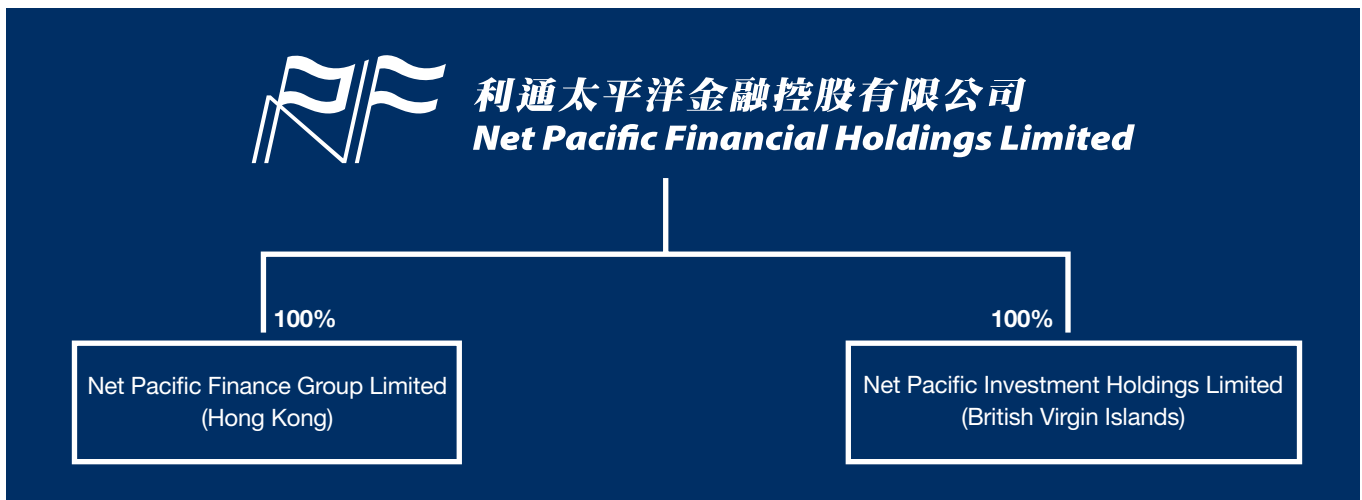 利通太平洋金融控股有限公司
Net Pacific Financial Holdings Limited
100%
100%
Net Pacific Finance Group Limited
(Hong Kong)
Net Pacific Investment Holdings Limited
(British Virgin Islands)